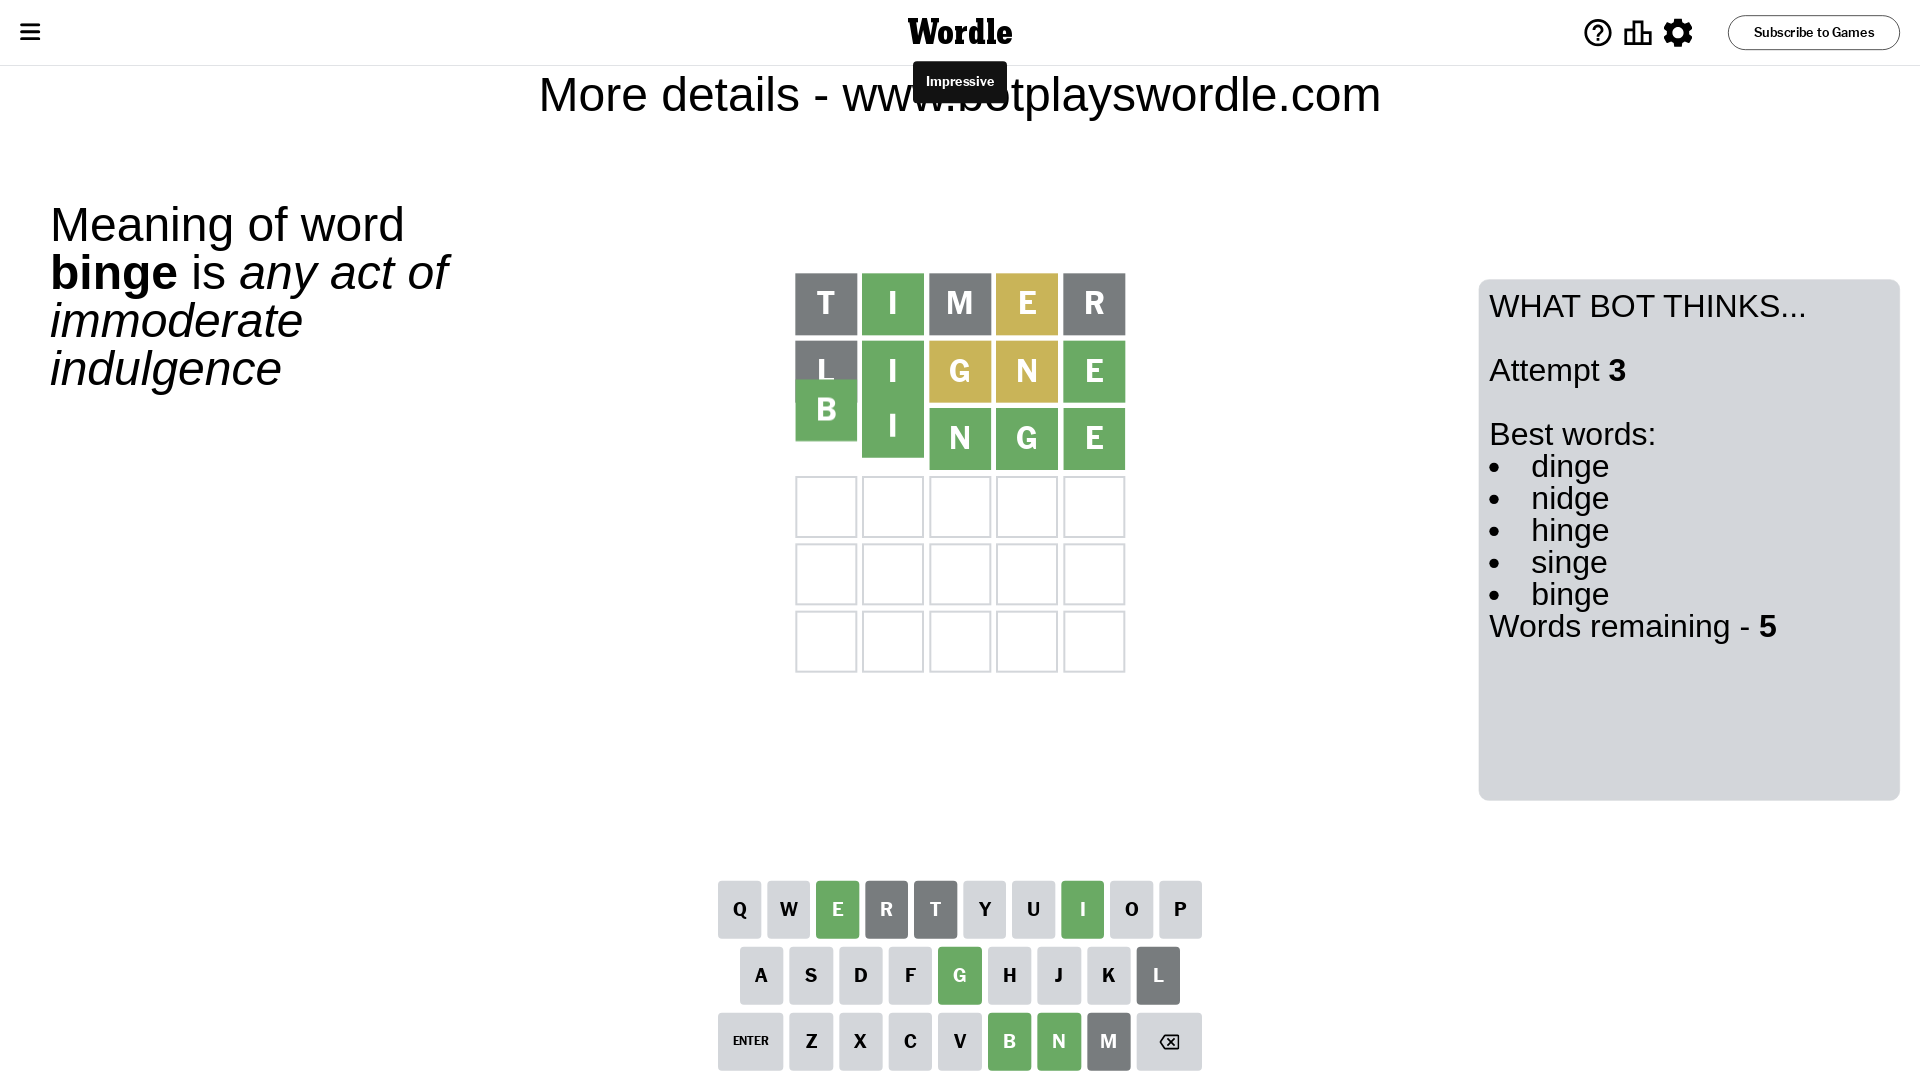 Wordle
Subscribe to Games
Impressive
More details - www.botplayswordle.com
Meaning of word
binge is any act of
immoderate
indulgence
T I M E R
L I G N E
B I N G E
WHAT BOT THINKS...
Attempt 3
Best words:
• dinge
• nidge
• hinge
• singe
• binge
Words remaining - 5
Q W E R T Y U I O P
A S D F G H J K L
ENTER Z X C V B N M